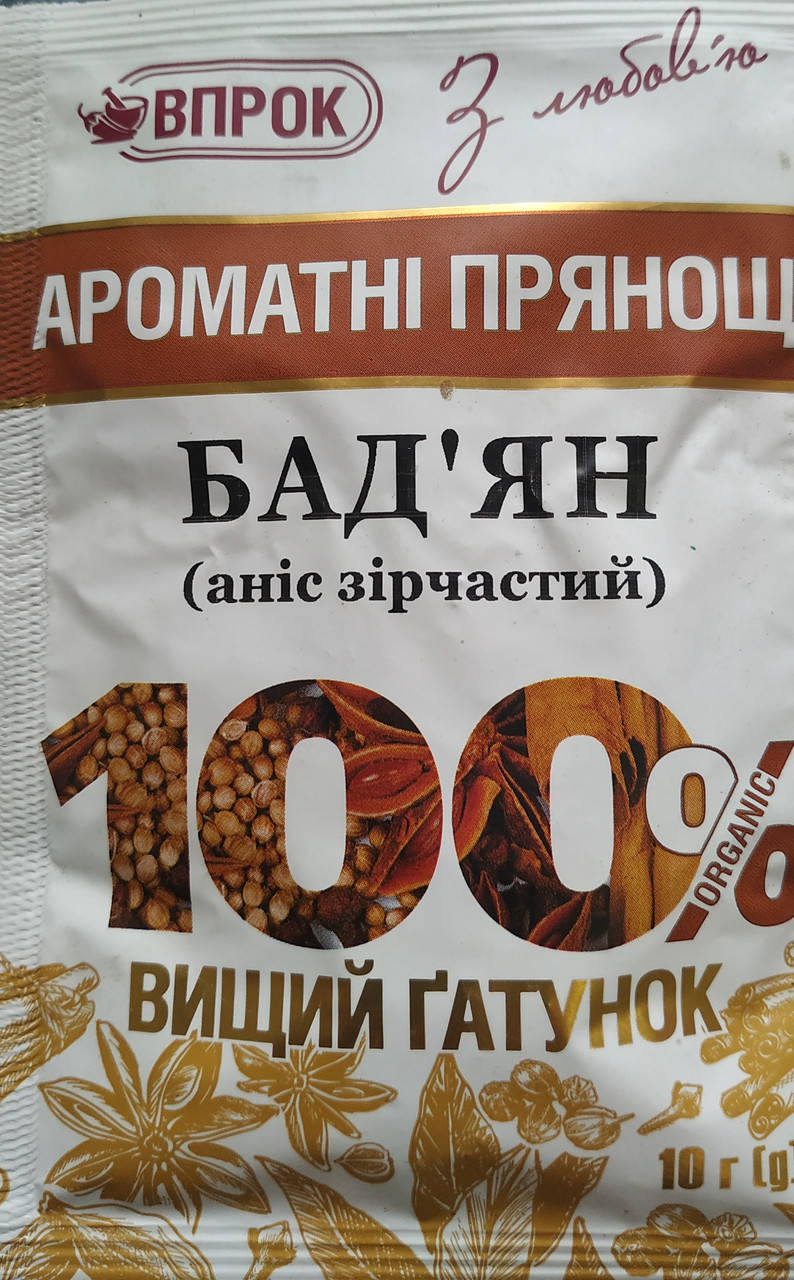 ВПРОК
З любов'ю
АРОМАТНІ ПРЯНОЩ
БАД'ЯН
(аніс зірчастий)
100%
ORGANIC
ВИЩИЙ ҐАТУНОК
10 г (g)